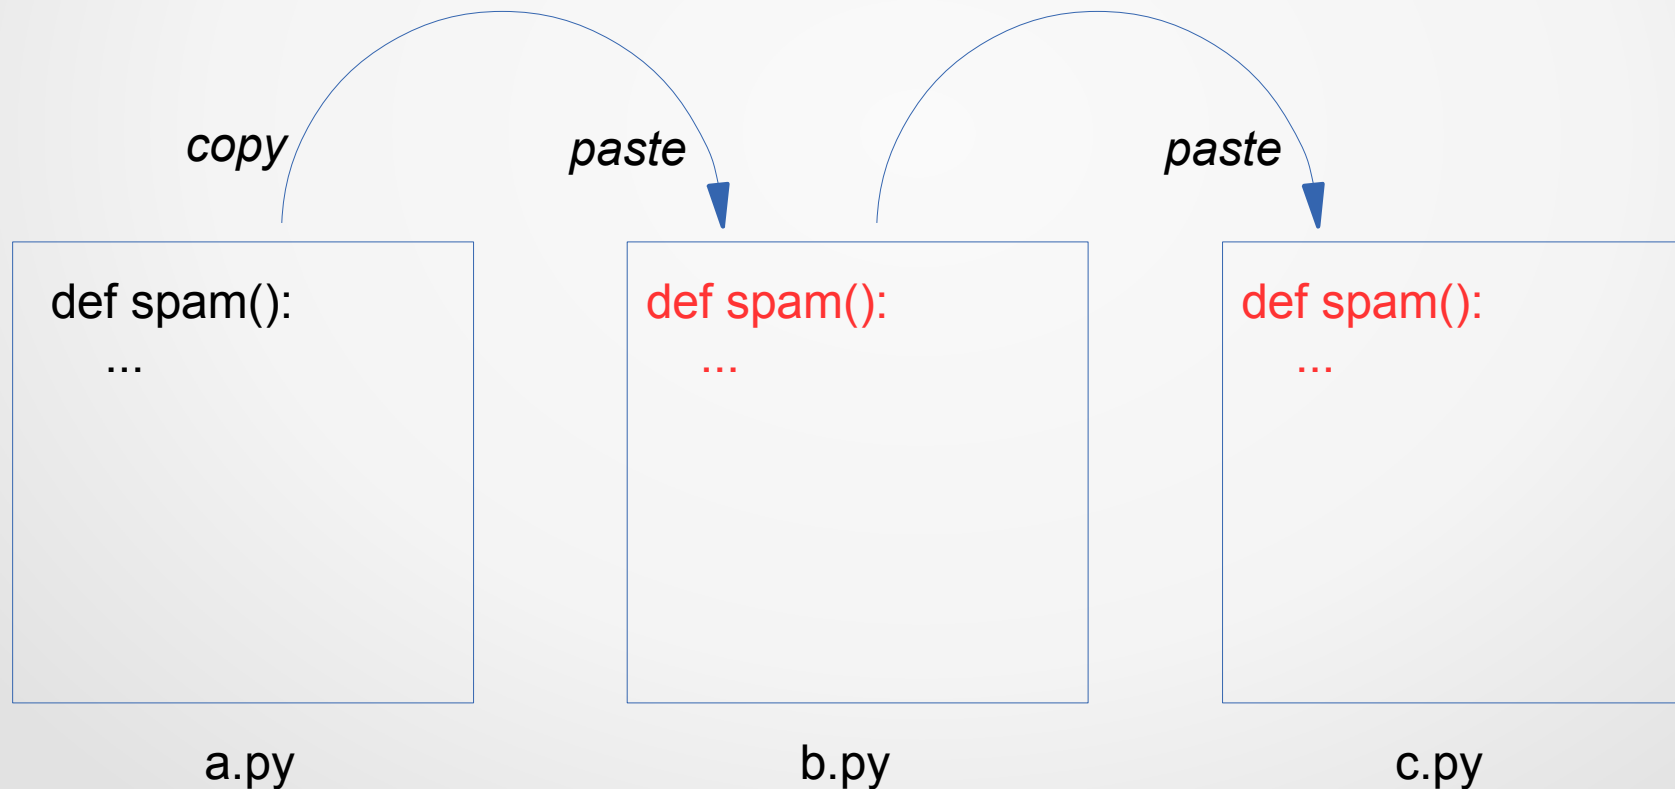 copy
paste
paste
def spam():
...
def spam():
...
def spam():
...
a.py
b.py
c.py